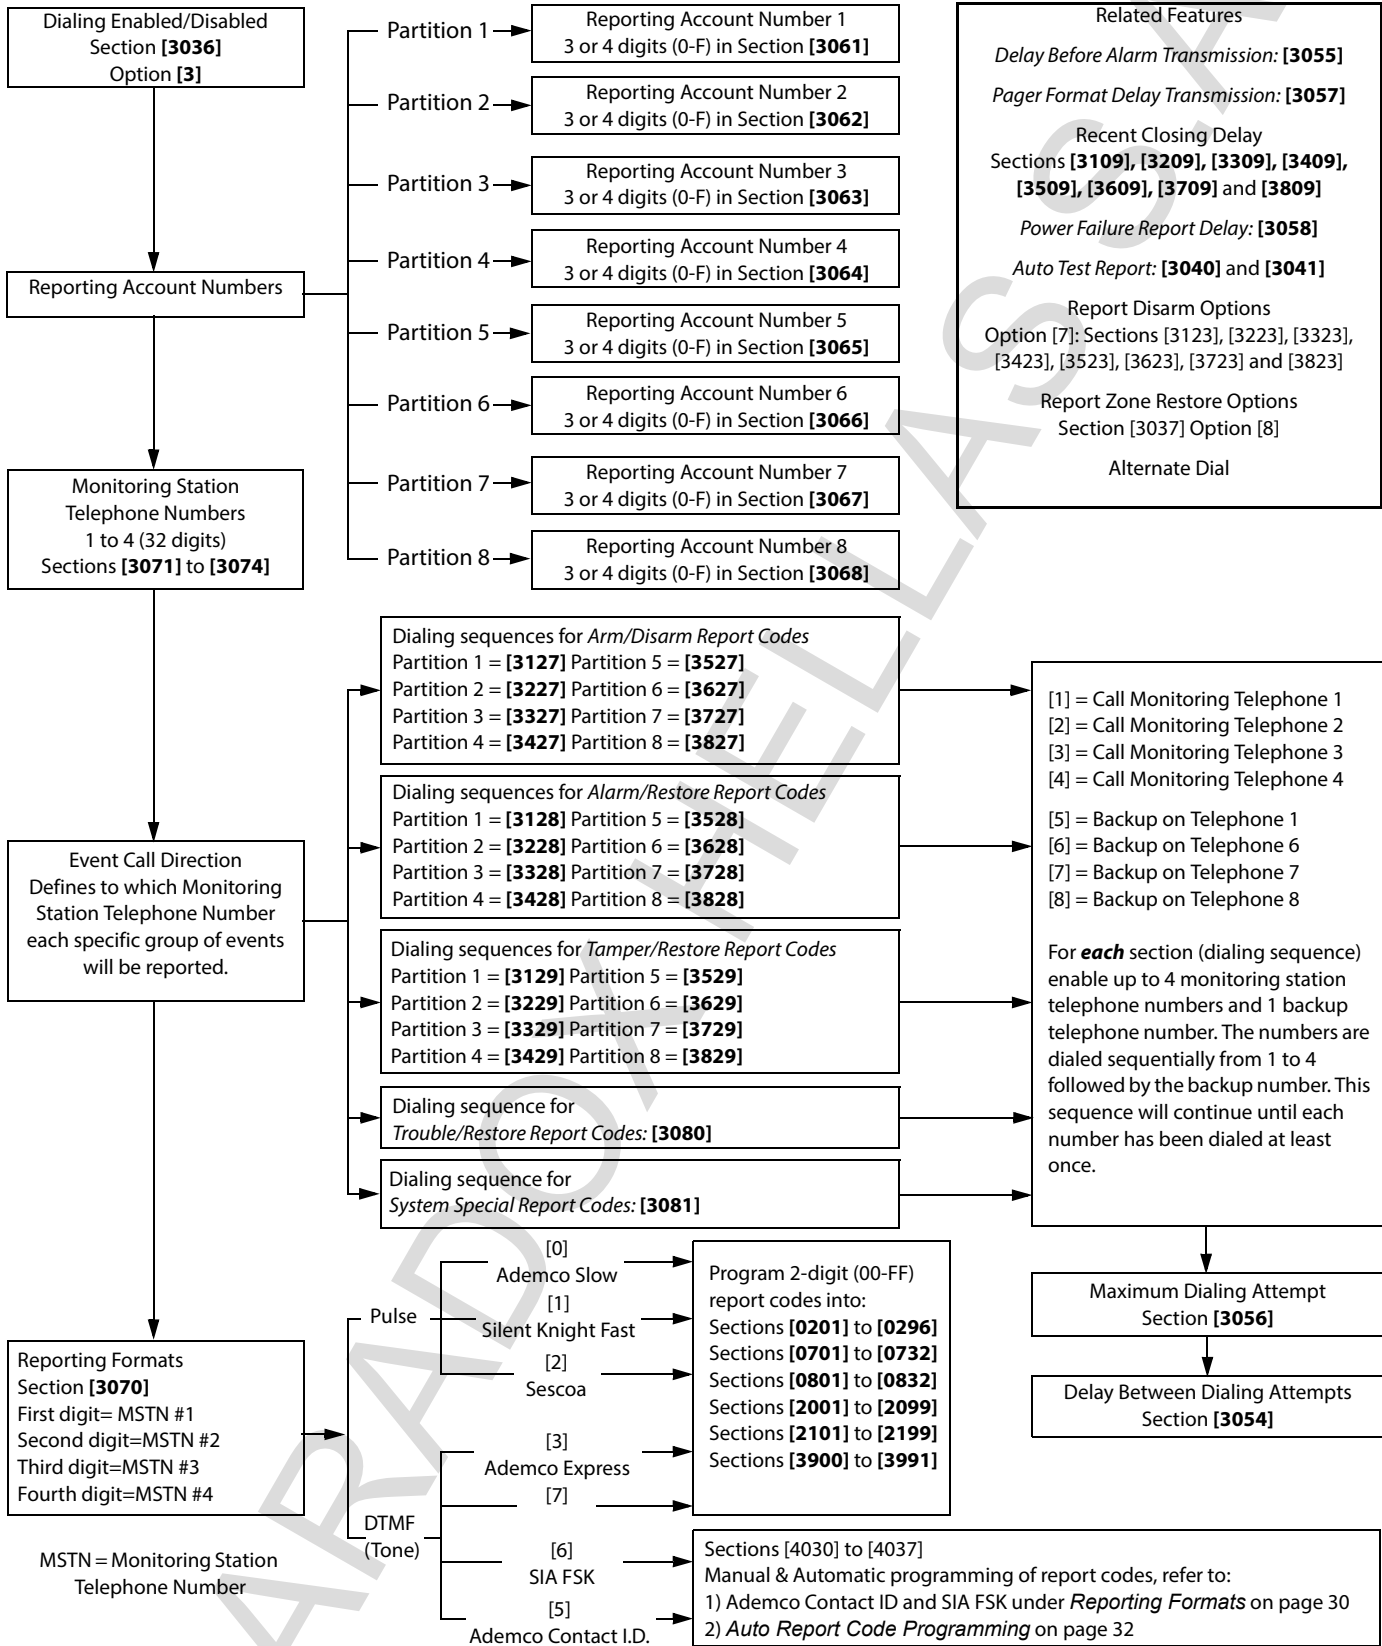 Dialing Enabled/Disabled
Section [3036]
Option [3]
Reporting Account Numbers
Monitoring Station
Telephone Numbers
1 to 4 (32 digits)
Sections [3071] to [3074]
Event Call Direction
Defines to which Monitoring
Station Telephone Number
each specific group of events
will be reported.
Reporting Formats
Section [3070]
First digit= MSTN #1
Second digit=MSTN #2
Third digit=MSTN #3
Fourth digit=MSTN #4
MSTN = Monitoring Station
Telephone Number
Partition 1
Reporting Account Number 1
3 or 4 digits (0-F) in Section [3061]
Partition 2
Reporting Account Number 2
3 or 4 digits (0-F) in Section [3062]
Partition 3
Reporting Account Number 3
3 or 4 digits (0-F) in Section [3063]
Partition 4
Reporting Account Number 4
3 or 4 digits (0-F) in Section [3064]
Partition 5
Reporting Account Number 5
3 or 4 digits (0-F) in Section [3065]
Partition 6
Reporting Account Number 6
3 or 4 digits (0-F) in Section [3066]
Partition 7
Reporting Account Number 7
3 or 4 digits (0-F) in Section [3067]
Partition 8
Reporting Account Number 8
3 or 4 digits (0-F) in Section [3068]
Related Features
Delay Before Alarm Transmission: [3055]
Pager Format Delay Transmission: [3057]
Recent Closing Delay
Sections [3109], [3209], [3309], [3409],
[3509], [3609], [3709] and [3809]
Power Failure Report Delay: [3058]
Auto Test Report: [3040] and [3041]
Report Disarm Options
Option [7]: Sections [3123], [3223], [3323],
[3423], [3523], [3623], [3723] and [3823]
Report Zone Restore Options
Section [3037] Option [8]
Alternate Dial
Dialing sequences for Arm/Disarm Report Codes
Partition 1 = [3127] Partition 5 = [3527]
Partition 2 = [3227] Partition 6 = [3627]
Partition 3 = [3327] Partition 7 = [3727]
Partition 4 = [3427] Partition 8 = [3827]
Dialing sequences for Alarm/Restore Report Codes
Partition 1 = [3128] Partition 5 = [3528]
Partition 2 = [3228] Partition 6 = [3628]
Partition 3 = [3328] Partition 7 = [3728]
Partition 4 = [3428] Partition 8 = [3828]
Dialing sequences for Tamper/Restore Report Codes
Partition 1 = [3129] Partition 5 = [3529]
Partition 2 = [3229] Partition 6 = [3629]
Partition 3 = [3329] Partition 7 = [3729]
Partition 4 = [3429] Partition 8 = [3829]
Dialing sequence for
Trouble/Restore Report Codes: [3080]
Dialing sequence for
System Special Report Codes: [3081]
[1] = Call Monitoring Telephone 1
[2] = Call Monitoring Telephone 2
[3] = Call Monitoring Telephone 3
[4] = Call Monitoring Telephone 4
[5] = Backup on Telephone 1
[6] = Backup on Telephone 6
[7] = Backup on Telephone 7
[8] = Backup on Telephone 8
For each section (dialing sequence)
enable up to 4 monitoring station
telephone numbers and 1 backup
telephone number. The numbers are
dialed sequentially from 1 to 4
followed by the backup number. This
sequence will continue until each
number has been dialed at least
once.
Maximum Dialing Attempt
Section [3056]
Delay Between Dialing Attempts
Section [3054]
Pulse
[0]
Ademco Slow
[1]
Silent Knight Fast
[2]
Sescoa
DTMF
(Tone)
[3]
Ademco Express
[7]
[6]
SIA FSK
[5]
Ademco Contact I.D.
Program 2-digit (00-FF)
report codes into:
Sections [0201] to [0296]
Sections [0701] to [0732]
Sections [0801] to [0832]
Sections [2001] to [2099]
Sections [2101] to [2199]
Sections [3900] to [3991]
Sections [4030] to [4037]
Manual & Automatic programming of report codes, refer to:
1) Ademco Contact ID and SIA FSK under Reporting Formats on page 30
2) Auto Report Code Programming on page 32
ARADOX HELLAS S.A